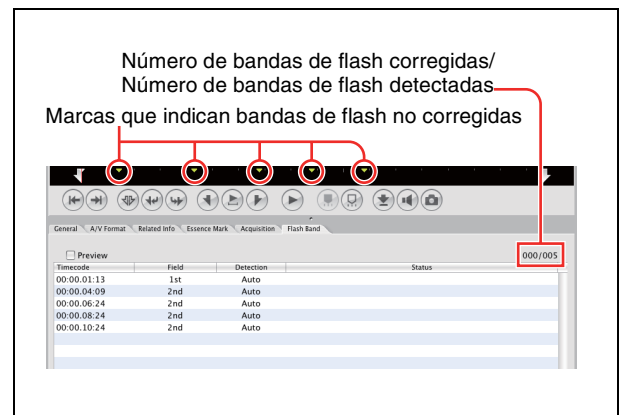 Número de bandas de flash corregidas/
Número de bandas de flash detectadas
Marcas que indican bandas de flash no corregidas
General A/V Format Related Info Essence Mark Acquisition Flash Band
Preview 000/005
Timecode Field Detection Status
00:00.01:13 1st Auto
00:00.04:09 2nd Auto
00:00.06:24 2nd Auto
00:00.08:24 2nd Auto
00:00.10:24 2nd Auto